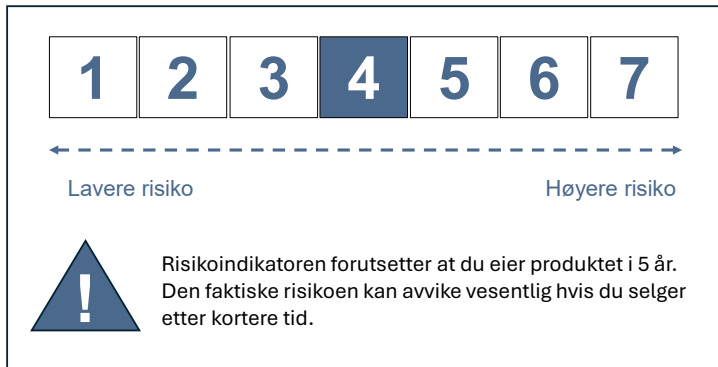 1 2 3 4 5 6 7
Lavere risiko Høyere risiko
!
Risikoindikatoren forutsetter at du eier produktet i 5 år.
Den faktiske risikoen kan avvike vesentlig hvis du selger
etter kortere tid.